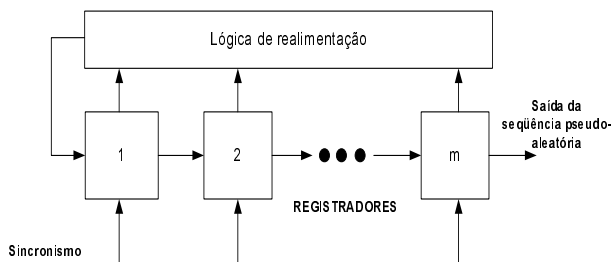 Lógica de realimentação
1
2
m
Saída da
seqüência pseudo-
aleatória
REGISTRADORES
Sincronismo